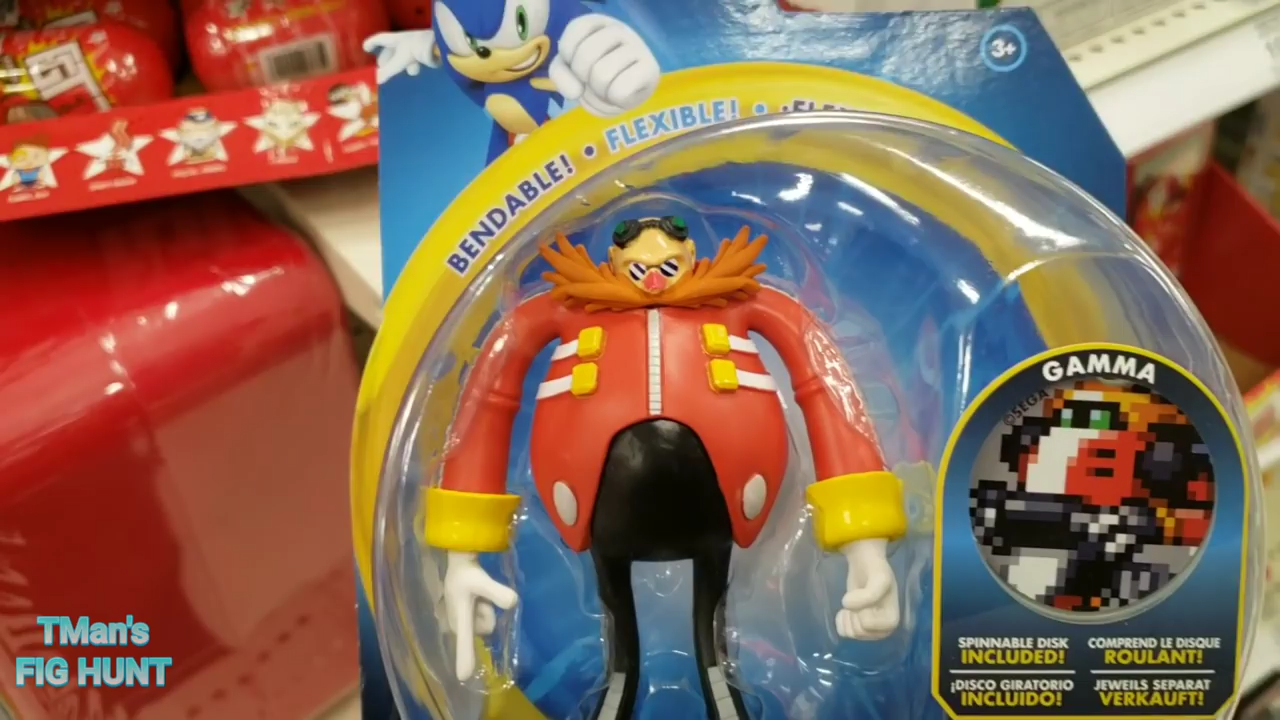 3+
BENDABLE! • FLEXIBLE! •
GAMMA
©SEGA
SPINNABLE DISK
INCLUDED!
COMPREND LE DISQUE
ROULANT!
¡DISCO GIRATORIO
INCLUIDO!
JEWEILS SEPARAT
VERKAUFT!
TMan's
FIG HUNT